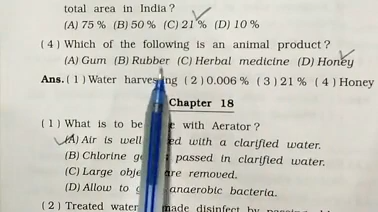 total area in India?
(A) 75 % (B) 50 % (C) 21 % (D) 10 %
(4) Which of the following is an animal product?
(A) Gum (B) Rubber (C) Herbal medicine (D) Honey
Ans. (1) Water harvesting (2) 0.006 % (3) 21 % (4) Honey
Chapter 18
(1) What is to be with Aerator?
(A) Air is well ed with a clarified water.
(B) Chlorine passed in clarified water.
(C) Large obje are removed.
(D) Allow to anaerobic bacteria.
(2) Treated water made disinfect by